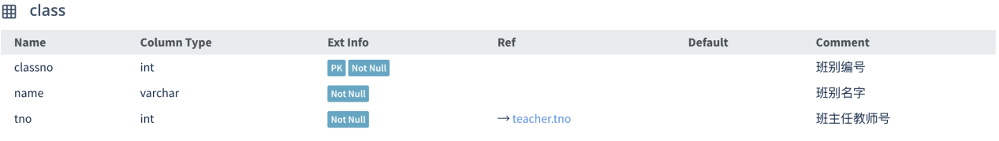 class
Name Column Type Ext Info Ref Default Comment
classno int PK Not Null 班别编号
name varchar Not Null 班别名字
tno int Not Null → teacher.tno 班主任教师号